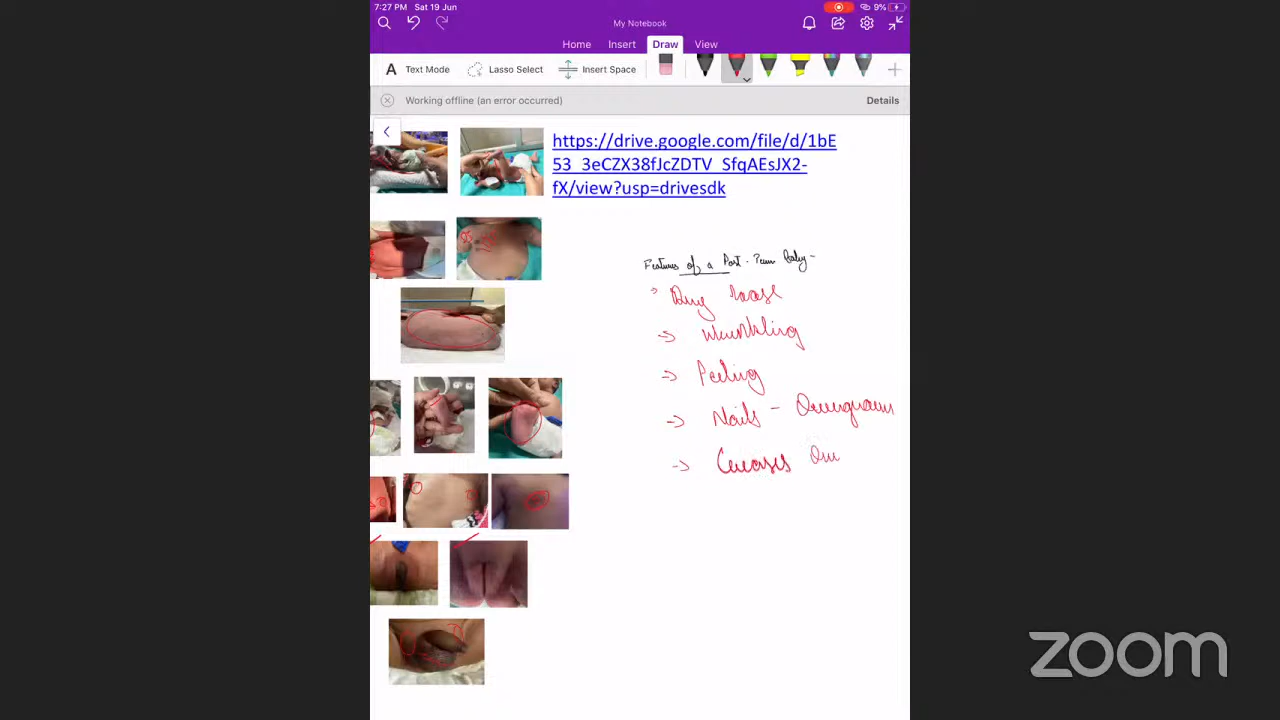 7:27 PM Sat 19 Jun 9%
My Notebook
Home Insert Draw View
A Text Mode Lasso Select Insert Space
Working offline (an error occurred) Details
https://drive.google.com/file/d/1bE
53_3eCZX38fJcZDTV_SfqAEsJX2-
fX/view?usp=drivesdk
Features of a Post-Term Baby -
Dry loose
→ Wrinkling
→ Peeling
→ Nails - Overgrown
→ Creases Ove
zoom